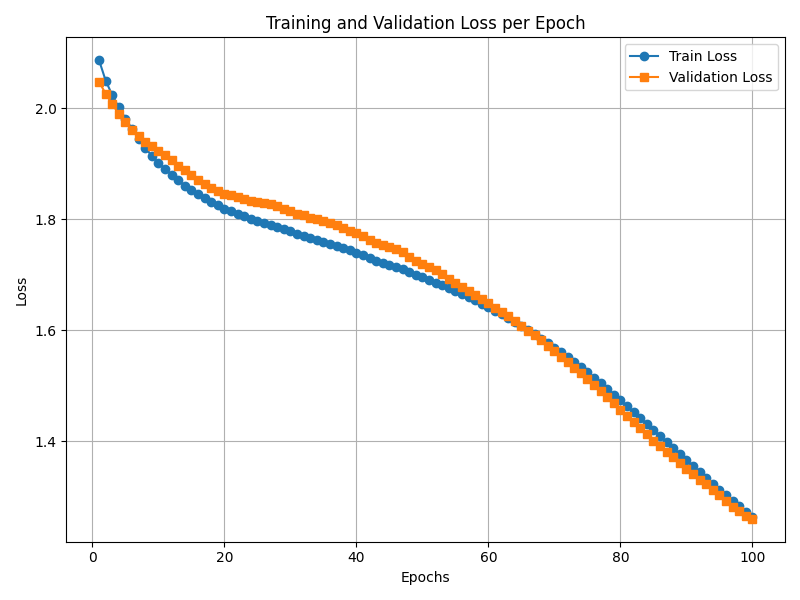 Training and Validation Loss per Epoch
Train Loss
Validation Loss
2.0
1.8
1.6
1.4
Loss
0 20 40 60 80 100
Epochs